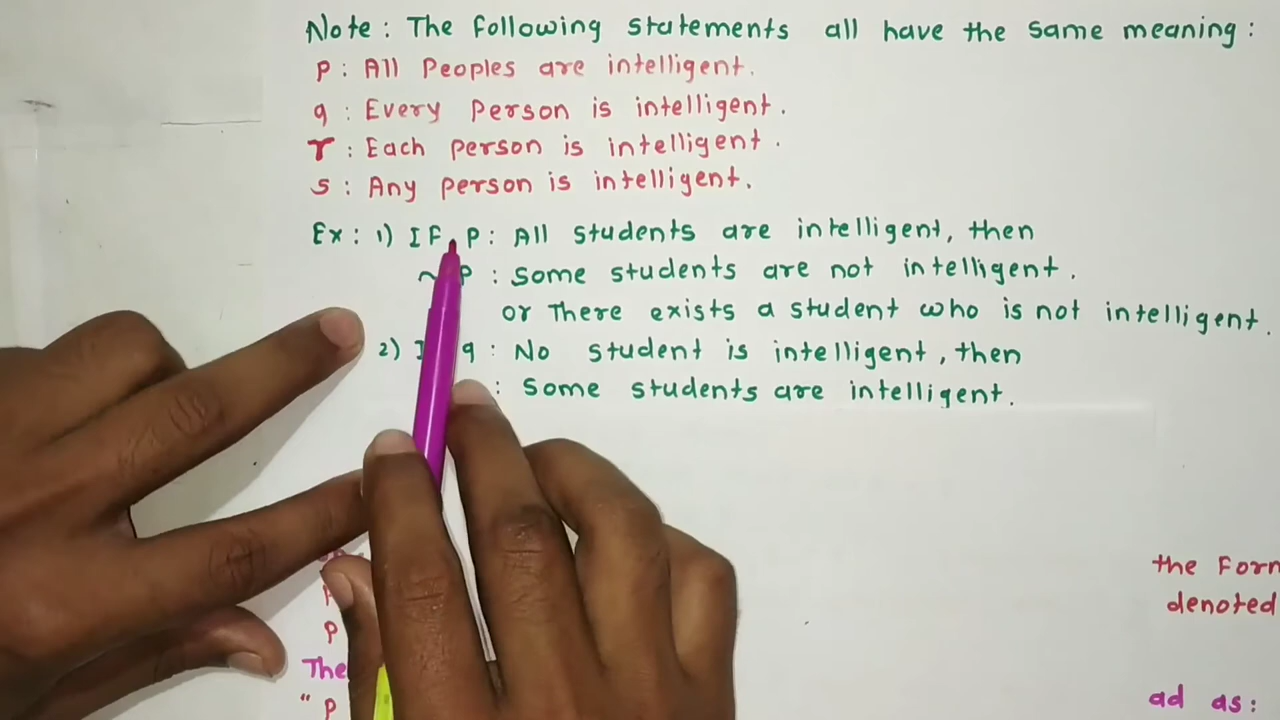 Note: The Following statements all have the same meaning:
P: All Peoples are intelligent.
q: Every Person is intelligent.
r: Each person is intelligent.
s: Any person is intelligent.
Ex: 1) IF P: All students are intelligent, then
~P: Some students are not intelligent.
or There exists a student who is not intelligent.
2) q: No student is intelligent, then
: Some students are intelligent.
the Form
denoted
P
The
"P ad as: